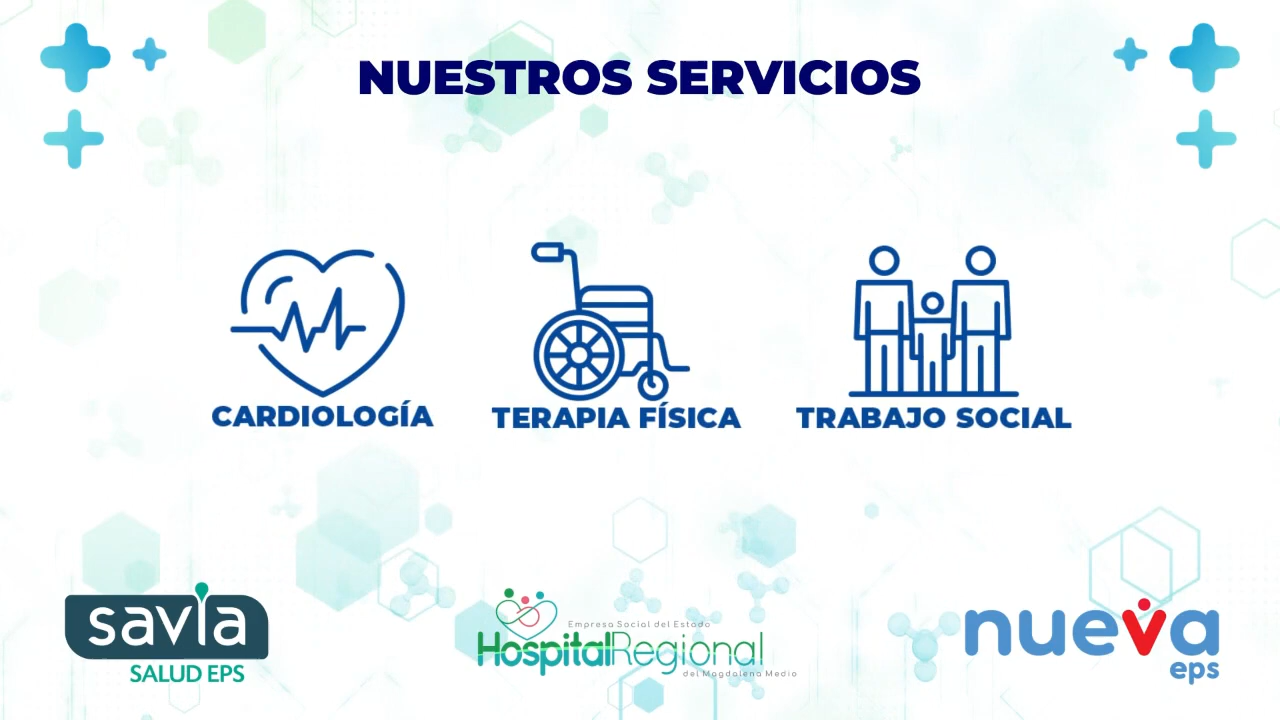 NUESTROS SERVICIOS
CARDIOLOGÍA
TERAPIA FÍSICA
TRABAJO SOCIAL
savia
SALUD EPS
Empresa Social del Estado
HospitalRegional
del Magdalena Medio
nueva
eps